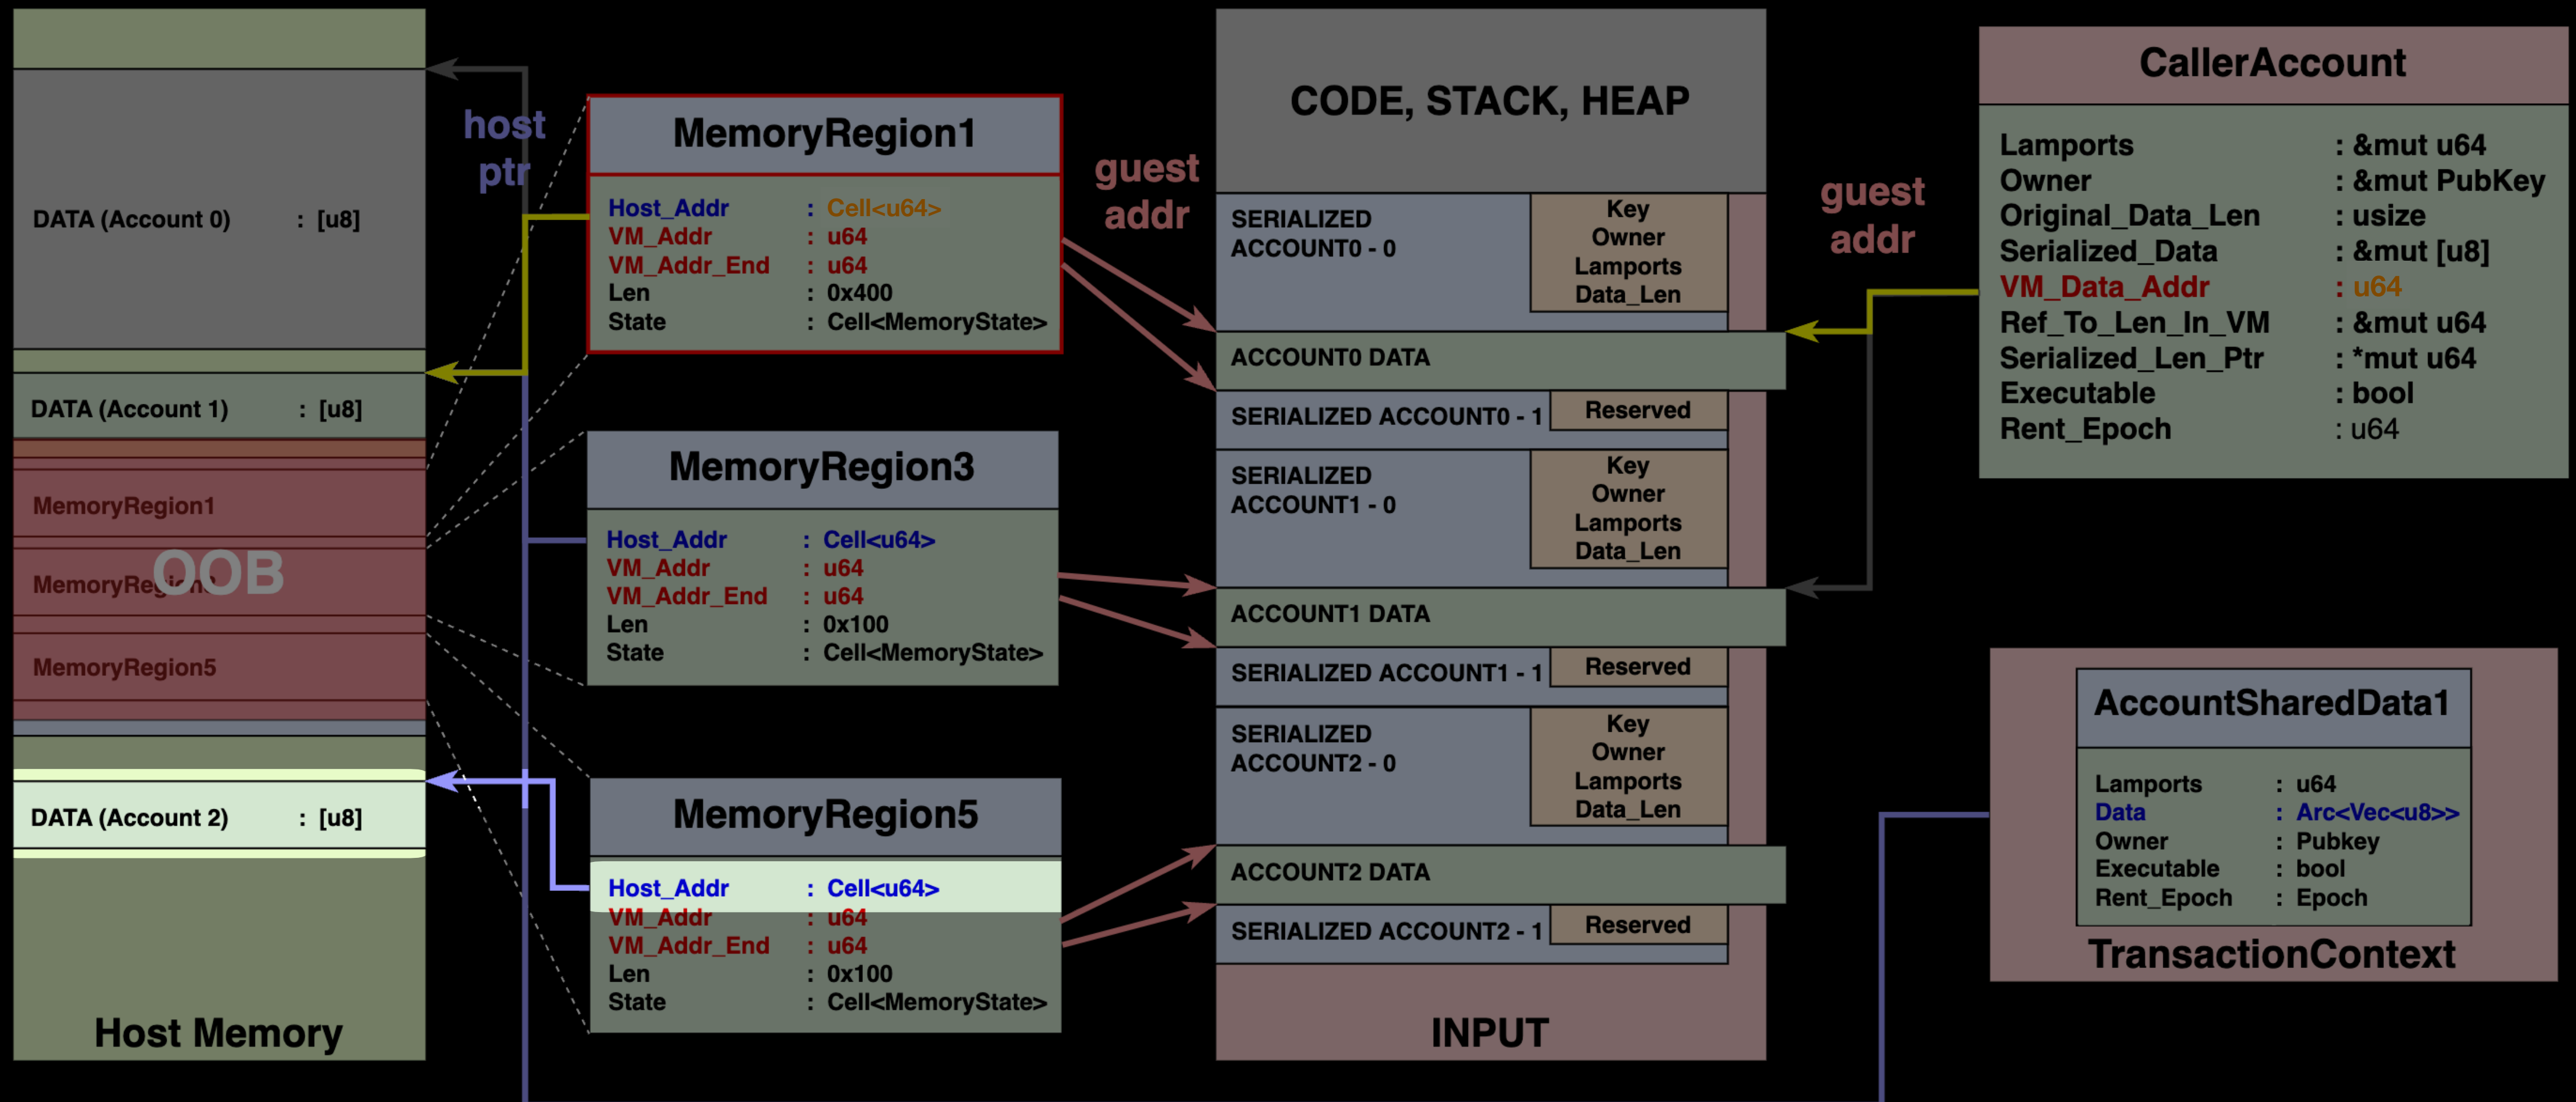 DATA (Account 0) : [u8]
DATA (Account 1) : [u8]
MemoryRegion1
OOB
MemoryRegion5
DATA (Account 2) : [u8]
Host Memory
host
ptr
MemoryRegion1
Host_Addr : Cell<u64>
VM_Addr : u64
VM_Addr_End : u64
Len : 0x400
State : Cell<MemoryState>
MemoryRegion3
Host_Addr : Cell<u64>
VM_Addr : u64
VM_Addr_End : u64
Len : 0x100
State : Cell<MemoryState>
MemoryRegion5
Host_Addr : Cell<u64>
VM_Addr : u64
VM_Addr_End : u64
Len : 0x100
State : Cell<MemoryState>
guest
addr
CODE, STACK, HEAP
SERIALIZED
ACCOUNT0 - 0
Key
Owner
Lamports
Data_Len
ACCOUNT0 DATA
SERIALIZED ACCOUNT0 - 1
Reserved
SERIALIZED
ACCOUNT1 - 0
Key
Owner
Lamports
Data_Len
ACCOUNT1 DATA
SERIALIZED ACCOUNT1 - 1
Reserved
SERIALIZED
ACCOUNT2 - 0
Key
Owner
Lamports
Data_Len
ACCOUNT2 DATA
SERIALIZED ACCOUNT2 - 1
Reserved
INPUT
guest
addr
CallerAccount
Lamports : &mut u64
Owner : &mut PubKey
Original_Data_Len : usize
Serialized_Data : &mut [u8]
VM_Data_Addr : u64
Ref_To_Len_In_VM : &mut u64
Serialized_Len_Ptr : *mut u64
Executable : bool
Rent_Epoch : u64
AccountSharedData1
Lamports : u64
Data : Arc<Vec<u8>>
Owner : Pubkey
Executable : bool
Rent_Epoch : Epoch
TransactionContext